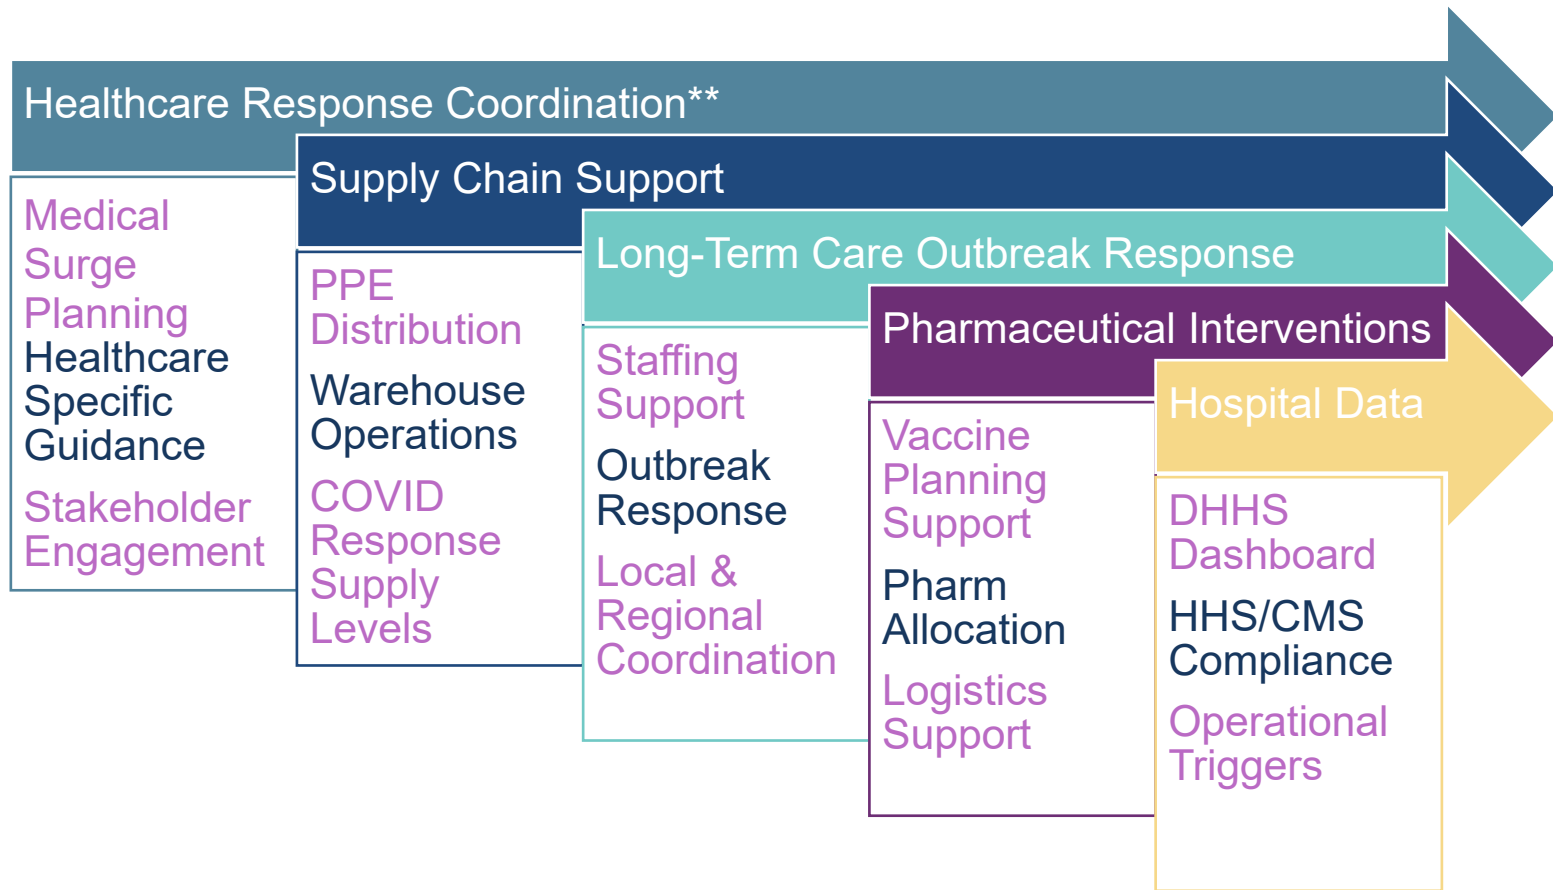 Healthcare Response Coordination**
Medical
Surge
Planning
Healthcare
Specific
Guidance
Stakeholder
Engagement
Supply Chain Support
PPE
Distribution
Warehouse
Operations
COVID
Response
Supply
Levels
Long-Term Care Outbreak Response
Staffing
Support
Outbreak
Response
Local &
Regional
Coordination
Pharmaceutical Interventions
Vaccine
Planning
Support
Pharm
Allocation
Logistics
Support
Hospital Data
DHHS
Dashboard
HHS/CMS
Compliance
Operational
Triggers